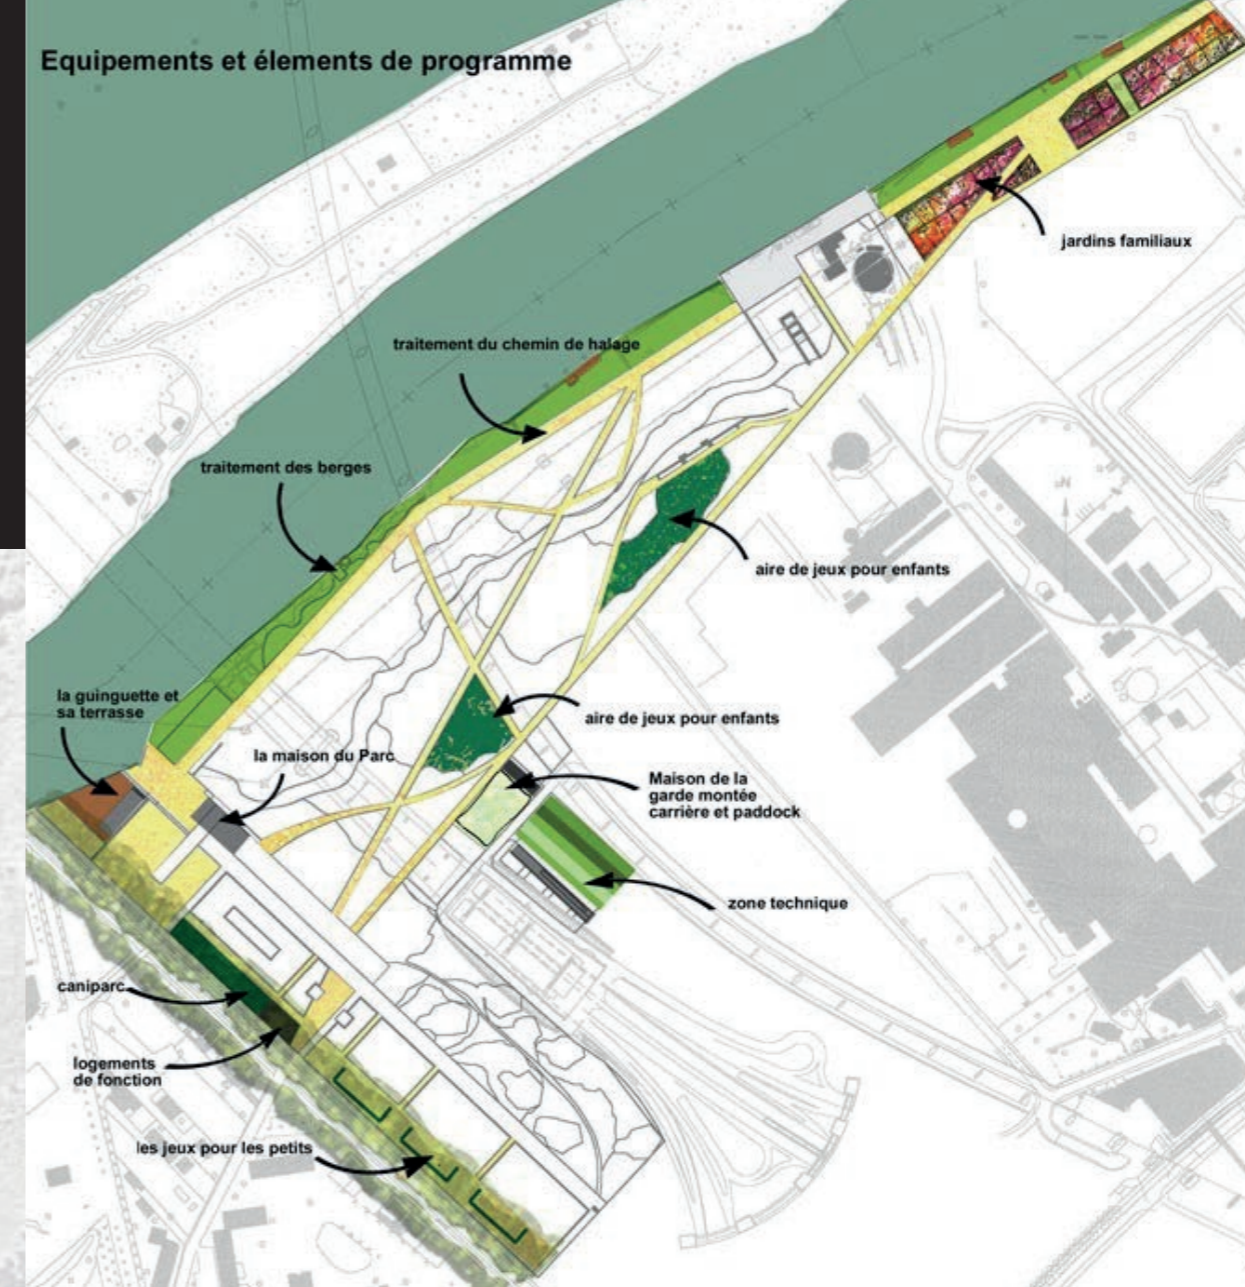 Equipements et élements de programme
jardins familiaux
traitement du chemin de halage
traitement des berges
aire de jeux pour enfants
la guinguette et
sa terrasse
aire de jeux pour enfants
la maison du Parc
Maison de la
garde montée
carrière et paddock
zone technique
caniparc
logements
de fonction
les jeux pour les petits
N